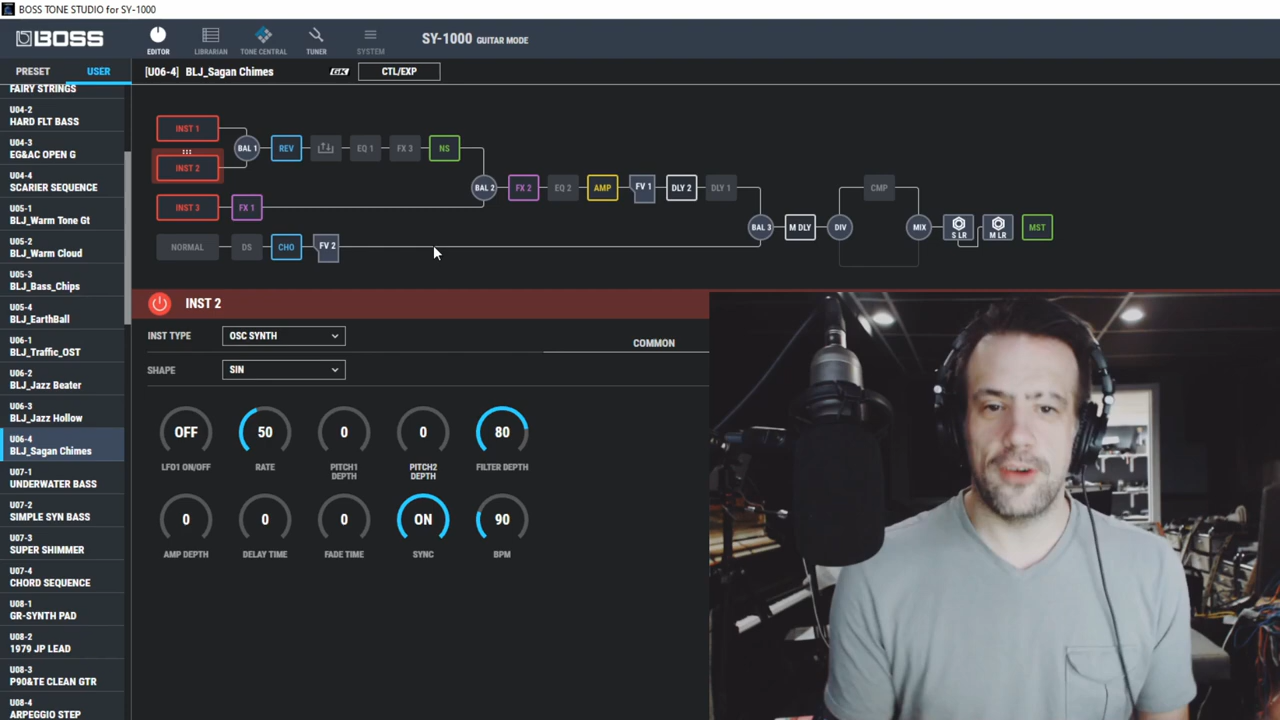 BOSS TONE STUDIO for SY-1000
BOSS
EDITOR
LIBRARIAN
TONE CENTRAL
TUNER
SYSTEM
SY-1000 GUITAR MODE
PRESET
USER
[U06-4] BLJ_Sagan Chimes
GK
CTL/EXP
FAIRY STRINGS
U04-2
HARD FLT BASS
U04-3
EG&AC OPEN G
U04-4
SCARIER SEQUENCE
U05-1
BLJ_Warm Tone Gt
U05-2
BLJ_Warm Cloud
U05-3
BLJ_Bass_Chips
U05-4
BLJ_EarthBall
U06-1
BLJ_Traffic_OST
U06-2
BLJ_Jazz Beater
U06-3
BLJ_Jazz Hollow
U06-4
BLJ_Sagan Chimes
U07-1
UNDERWATER BASS
U07-2
SIMPLE SYN BASS
U07-3
SUPER SHIMMER
U07-4
CHORD SEQUENCE
U08-1
GR-SYNTH PAD
U08-2
1979 JP LEAD
U08-3
P90&TE CLEAN GTR
U08-4
ARPEGGIO STEP
INST 1
BAL 1
REV
EQ 1
FX 3
NS
INST 2
BAL 2
FX 2
EQ 2
AMP
FV 1
DLY 2
DLY 1
CMP
INST 3
FX 1
BAL 3
M DLY
DIV
MIX
S LR
M LR
MST
NORMAL
DS
CHO
FV 2
INST 2
INST TYPE
OSC SYNTH
COMMON
SHAPE
SIN
OFF
50
0
0
80
LFO1 ON/OFF
RATE
PITCH1
DEPTH
PITCH2
DEPTH
FILTER DEPTH
0
0
0
ON
90
AMP DEPTH
DELAY TIME
FADE TIME
SYNC
BPM